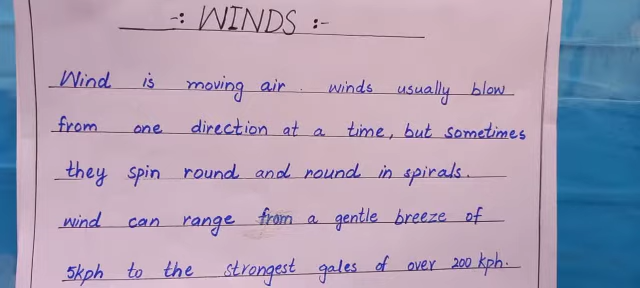 -: WINDS :-
Wind is moving air. winds usually blow
from one direction at a time, but sometimes
they spin round and round in spirals.
wind can range from a gentle breeze of
5kph to the strongest gales of over 200 kph.